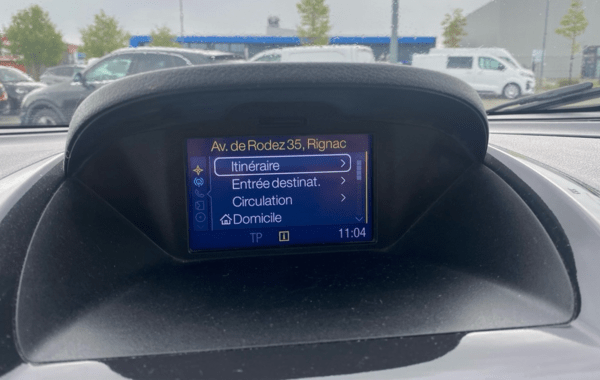 Av. de Rodez 35, Rignac
Itinéraire
Entrée destinat.
Circulation
Domicile
TP i 11:04